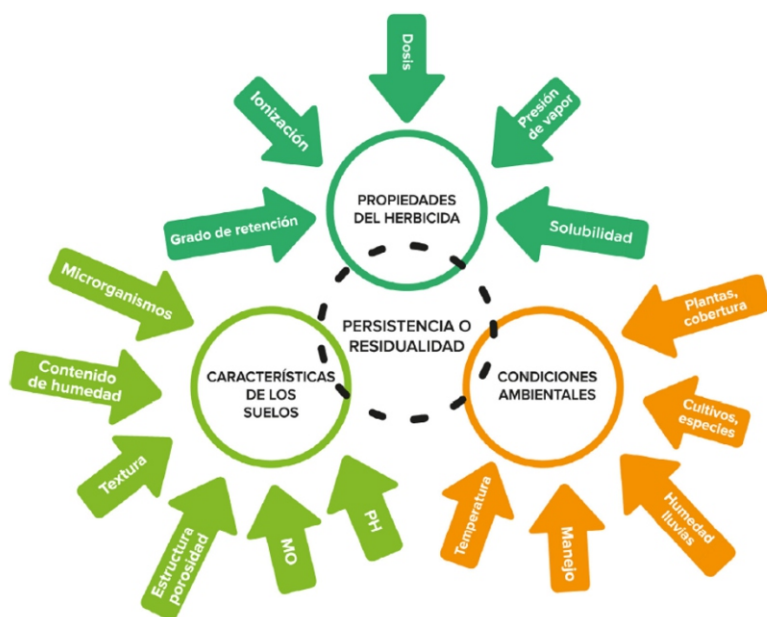 Dosis
Ionización
Presión
de vapor
Grado de retención
Solubilidad
PROPIEDADES
DEL HERBICIDA
Microrganismos
Contenido
de humedad
Textura
Estructura
porosidad
MO
PH
CARACTERÍSTICAS
DE LOS
SUELOS
PERSISTENCIA O
RESIDUALIDAD
CONDICIONES
AMBIENTALES
Plantas,
cobertura
Cultivos,
especies
Humedad
lluvias
Manejo
Temperatura